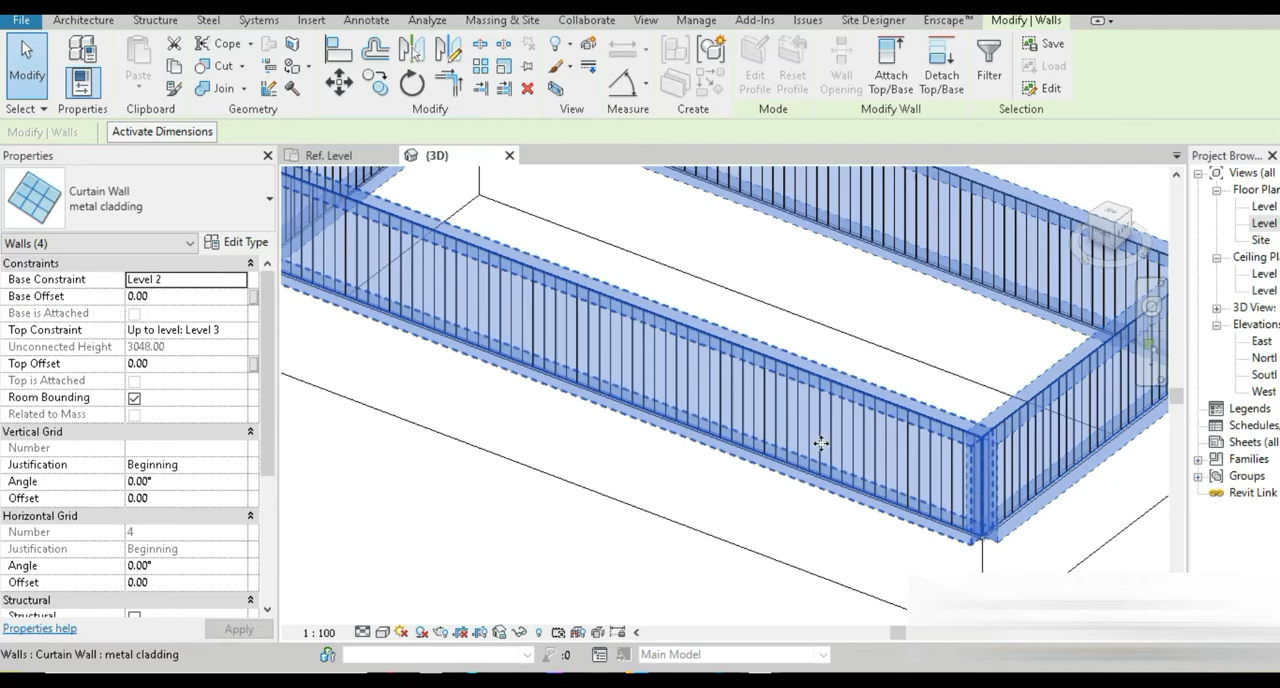 File Architecture Structure Steel Systems Insert Annotate Analyze Massing & Site Collaborate View Manage Add-Ins Issues Site Designer Enscape™ Modify | Walls
Modify
Select
Properties
Paste
Cope
Cut
Join
Clipboard
Geometry
Modify
View
Measure
Create
Edit Profile
Reset Profile
Wall Opening
Attach Top/Base
Detach Top/Base
Filter
Save
Load
Edit
Mode
Modify Wall
Selection
Modify | Walls
Activate Dimensions
Properties
Curtain Wall
metal cladding
Walls (4)
Edit Type
Constraints
Base Constraint Level 2
Base Offset 0.00
Base is Attached
Top Constraint Up to level: Level 3
Unconnected Height 3048.00
Top Offset 0.00
Top is Attached
Room Bounding
Related to Mass
Vertical Grid
Number
Justification Beginning
Angle 0.00°
Offset 0.00
Horizontal Grid
Number 4
Justification Beginning
Angle 0.00°
Offset 0.00
Structural
Structural
Properties help
Apply
Ref. Level
{3D}
Project Brow...
Views (all
Floor Plan
Level
Level
Site
Ceiling Pl
Level
Level
3D View:
Elevations
East
North
South
West
Legends
Schedules,
Sheets (all
Families
Groups
Revit Link
1 : 100
Walls : Curtain Wall : metal cladding
:0
Main Model